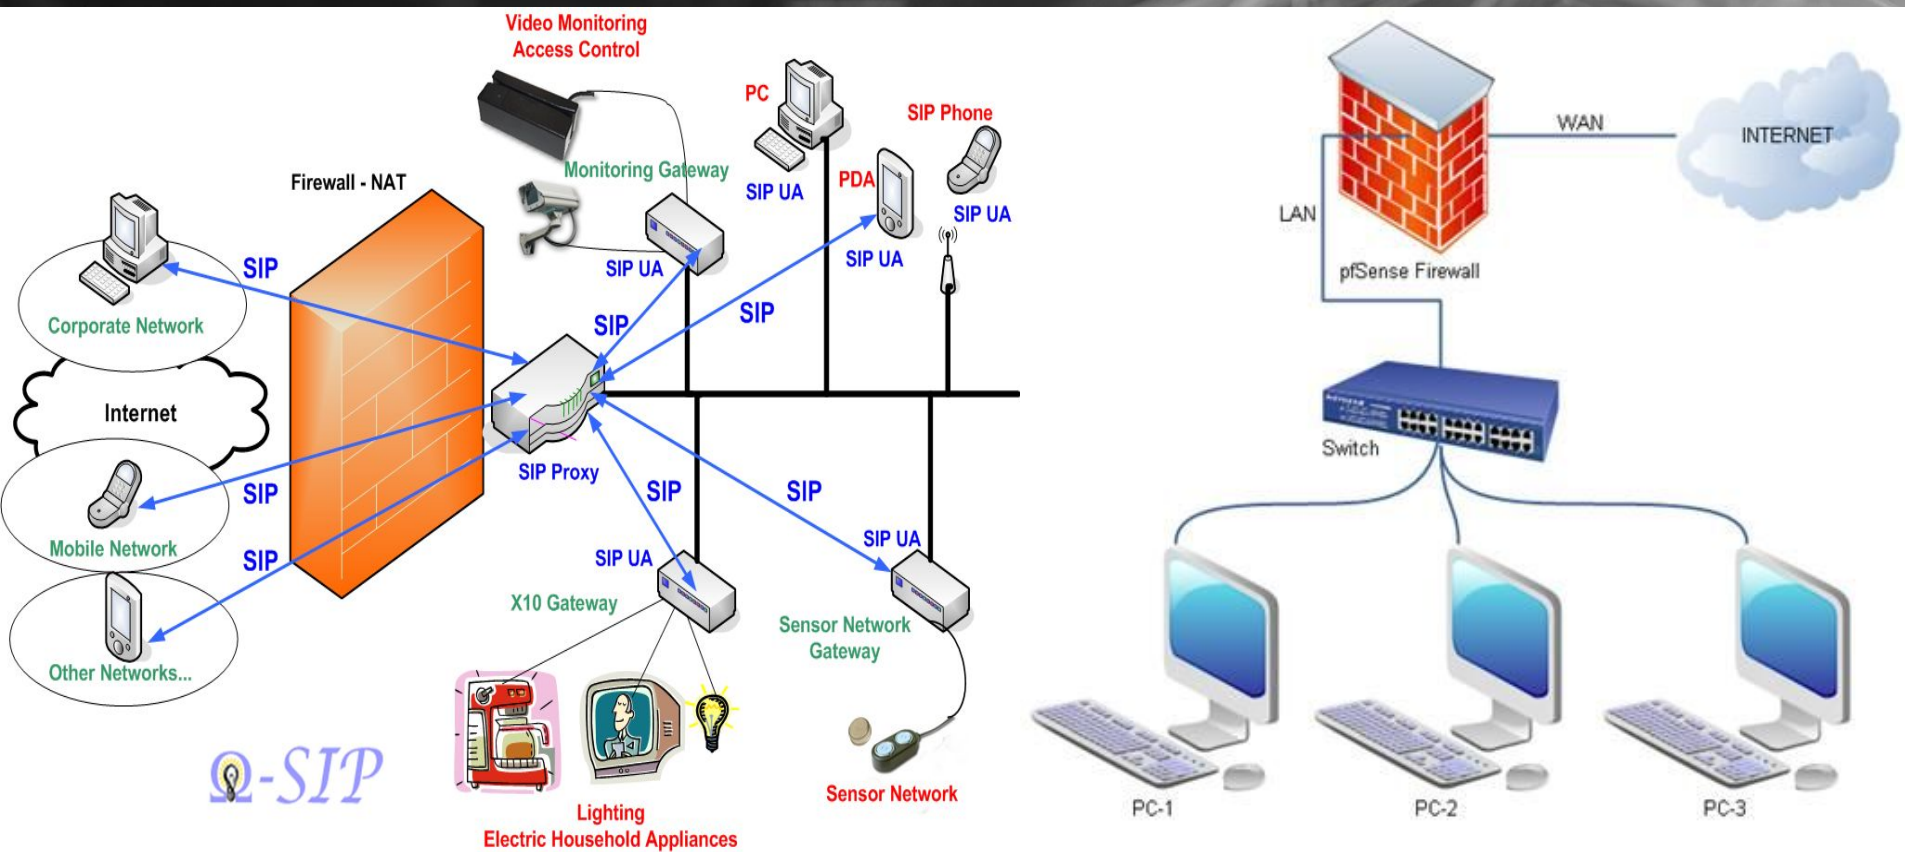 Video Monitoring
Access Control
PC
SIP Phone
Monitoring Gateway
PDA
SIP UA
SIP UA
Firewall - NAT
SIP UA
SIP UA
SIP
SIP
SIP
Corporate Network
Internet
SIP Proxy
SIP
SIP
SIP
Mobile Network
SIP
SIP UA
SIP UA
X10 Gateway
Sensor Network
Gateway
Other Networks...
Ω-SIP
Sensor Network
Lighting
Electric Household Appliances
WAN
INTERNET
LAN
pfSense Firewall
Switch
PC-1
PC-2
PC-3